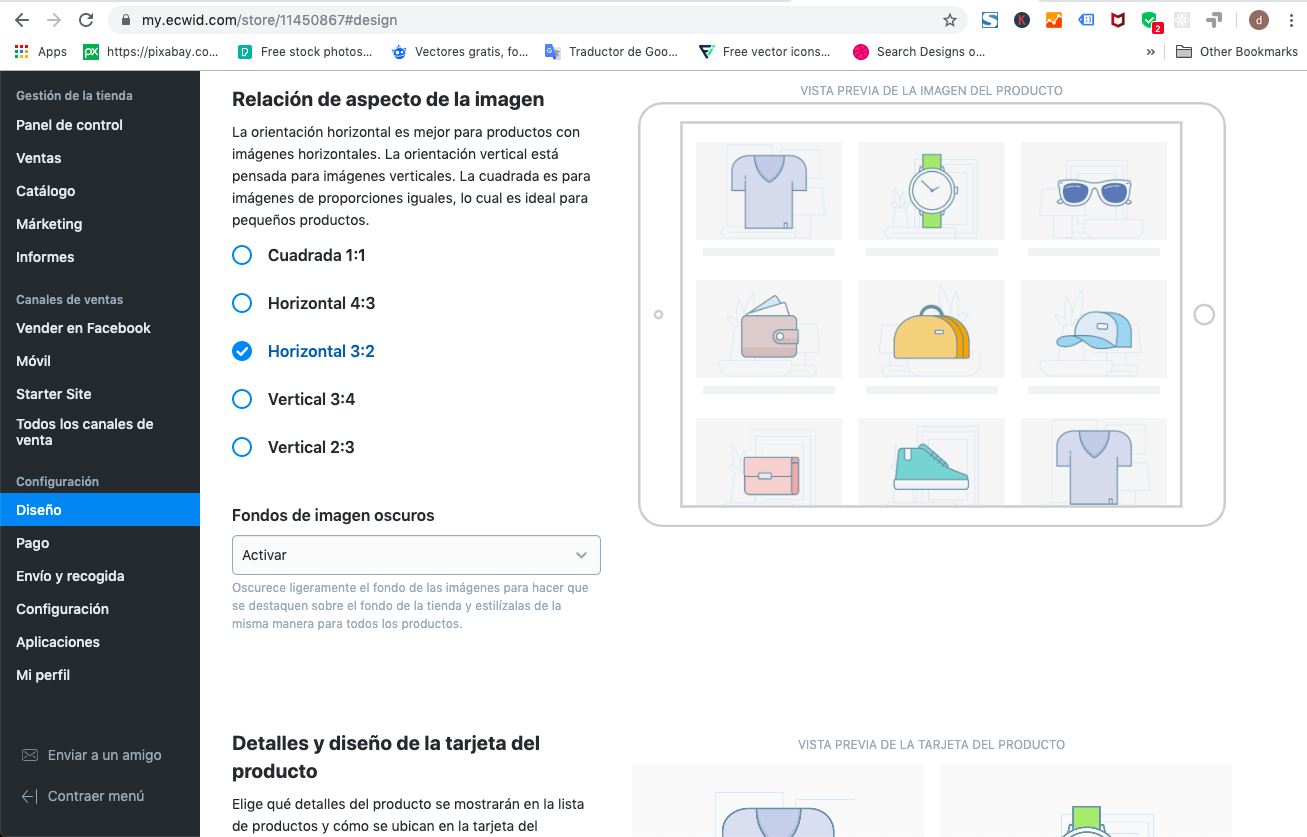 my.ecwid.com/store/11450867#design
2
d
Apps
https://pixabay.co...
Free stock photos...
Vectores gratis, fo...
Traductor de Goo...
Free vector icons...
Search Designs o...
»
Other Bookmarks
Gestión de la tienda
Panel de control
Ventas
Catálogo
Márketing
Informes
Canales de ventas
Vender en Facebook
Móvil
Starter Site
Todos los canales de
venta
Configuración
Diseño
Pago
Envío y recogida
Configuración
Aplicaciones
Mi perfil
Enviar a un amigo
Contraer menú
Relación de aspecto de la imagen
La orientación horizontal es mejor para productos con
imágenes horizontales. La orientación vertical está
pensada para imágenes verticales. La cuadrada es para
imágenes de proporciones iguales, lo cual es ideal para
pequeños productos.
Cuadrada 1:1
Horizontal 4:3
Horizontal 3:2
Vertical 3:4
Vertical 2:3
Fondos de imagen oscuros
Activar
Oscurece ligeramente el fondo de las imágenes para hacer que
se destaquen sobre el fondo de la tienda y estilízalas de la
misma manera para todos los productos.
VISTA PREVIA DE LA IMAGEN DEL PRODUCTO
Detalles y diseño de la tarjeta del
producto
Elige qué detalles del producto se mostrarán en la lista
de productos y cómo se ubican en la tarjeta del
VISTA PREVIA DE LA TARJETA DEL PRODUCTO